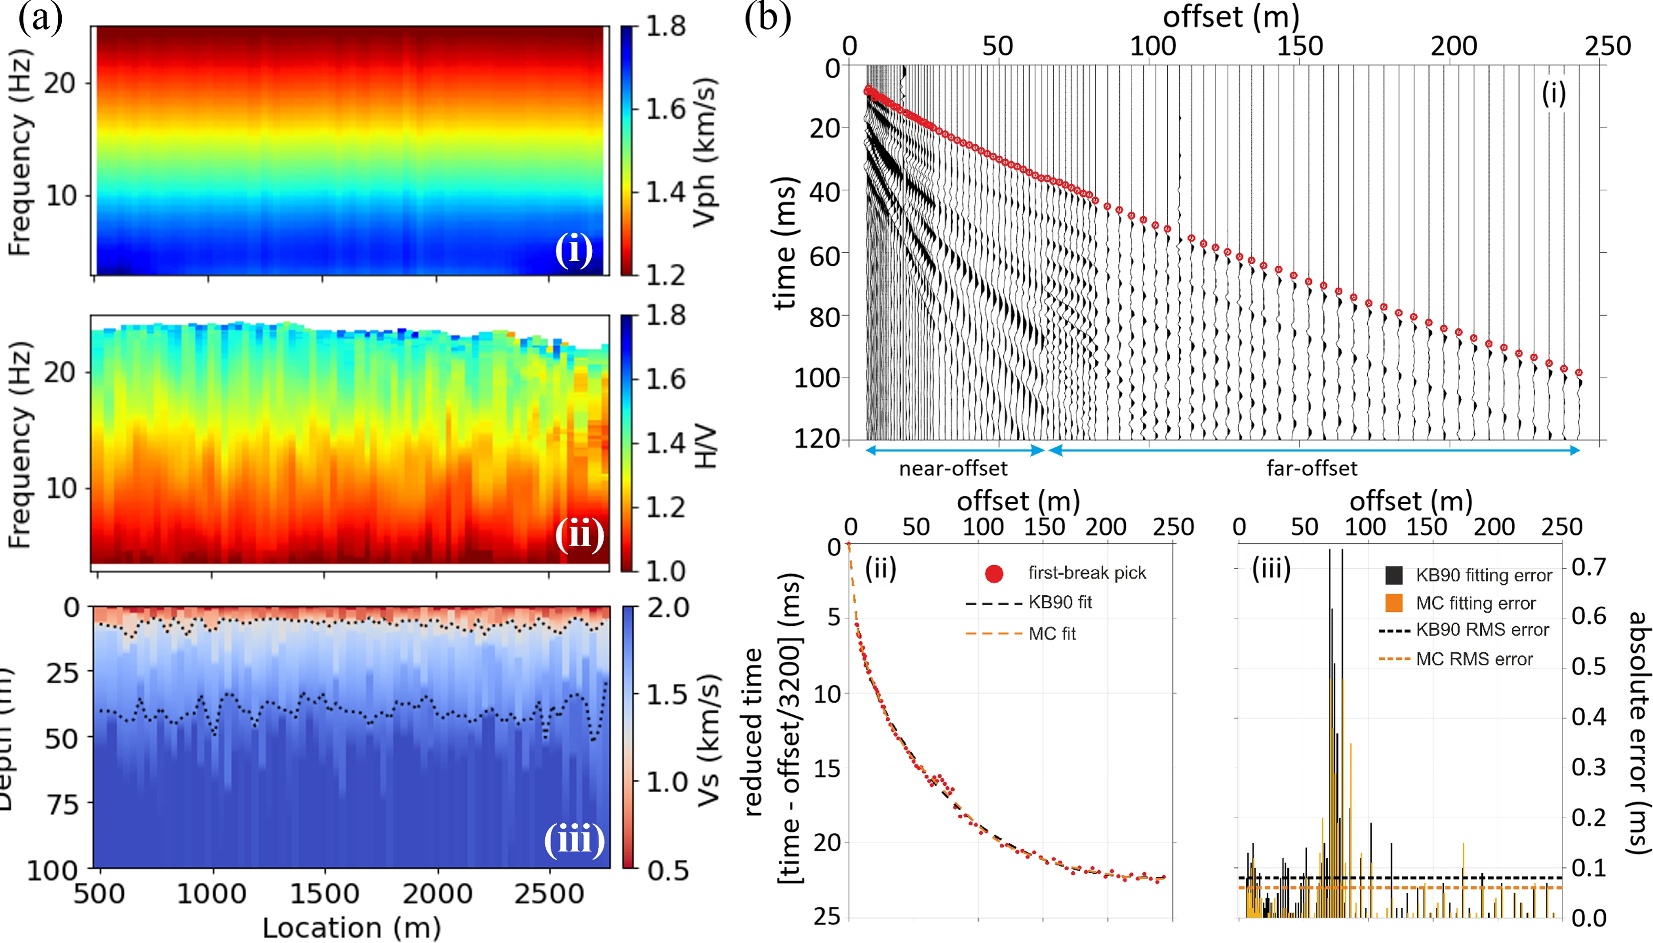 (a)
Frequency (Hz)
20
10
(i)
1.8
1.6
1.4
1.2
Vph (km/s)
Frequency (Hz)
20
10
(ii)
1.8
1.6
1.4
1.2
1.0
H/V
Depth (m)
0
25
50
75
100
(iii)
2.0
1.5
1.0
0.5
Vs (km/s)
500 1000 1500 2000 2500
Location (m)
(b)
offset (m)
0 50 100 150 200 250
time (ms)
0
20
40
60
80
100
120
(i)
near-offset far-offset
offset (m)
0 50 100 150 200 250
reduced time
[time - offset/3200] (ms)
0
5
10
15
20
25
(ii)
first-break pick
KB90 fit
MC fit
offset (m)
0 50 100 150 200 250
(iii)
KB90 fitting error
MC fitting error
KB90 RMS error
MC RMS error
0.7
0.6
0.5
0.4
0.3
0.2
0.1
0.0
absolute error (ms)